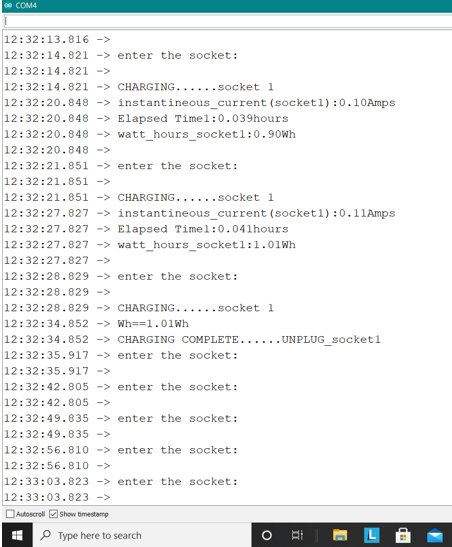 COM4
12:32:13.816 ->
12:32:14.821 -> enter the socket:
12:32:14.821 ->
12:32:14.821 -> CHARGING......socket 1
12:32:20.848 -> instantineous_current(socket1):0.10Amps
12:32:20.848 -> Elapsed Time1:0.039hours
12:32:20.848 -> watt_hours_socket1:0.90Wh
12:32:20.848 ->
12:32:21.851 -> enter the socket:
12:32:21.851 ->
12:32:21.851 -> CHARGING......socket 1
12:32:27.827 -> instantineous_current(socket1):0.11Amps
12:32:27.827 -> Elapsed Time1:0.041hours
12:32:27.827 -> watt_hours_socket1:1.01Wh
12:32:27.827 ->
12:32:28.829 -> enter the socket:
12:32:28.829 ->
12:32:28.829 -> CHARGING......socket 1
12:32:34.852 -> Wh==1.01Wh
12:32:34.852 -> CHARGING COMPLETE......UNPLUG_socket1
12:32:35.917 -> enter the socket:
12:32:35.917 ->
12:32:42.805 -> enter the socket:
12:32:42.805 ->
12:32:49.835 -> enter the socket:
12:32:49.835 ->
12:32:56.810 -> enter the socket:
12:32:56.810 ->
12:33:03.823 -> enter the socket:
12:33:03.823 ->
Autoscroll Show timestamp
Type here to search
L